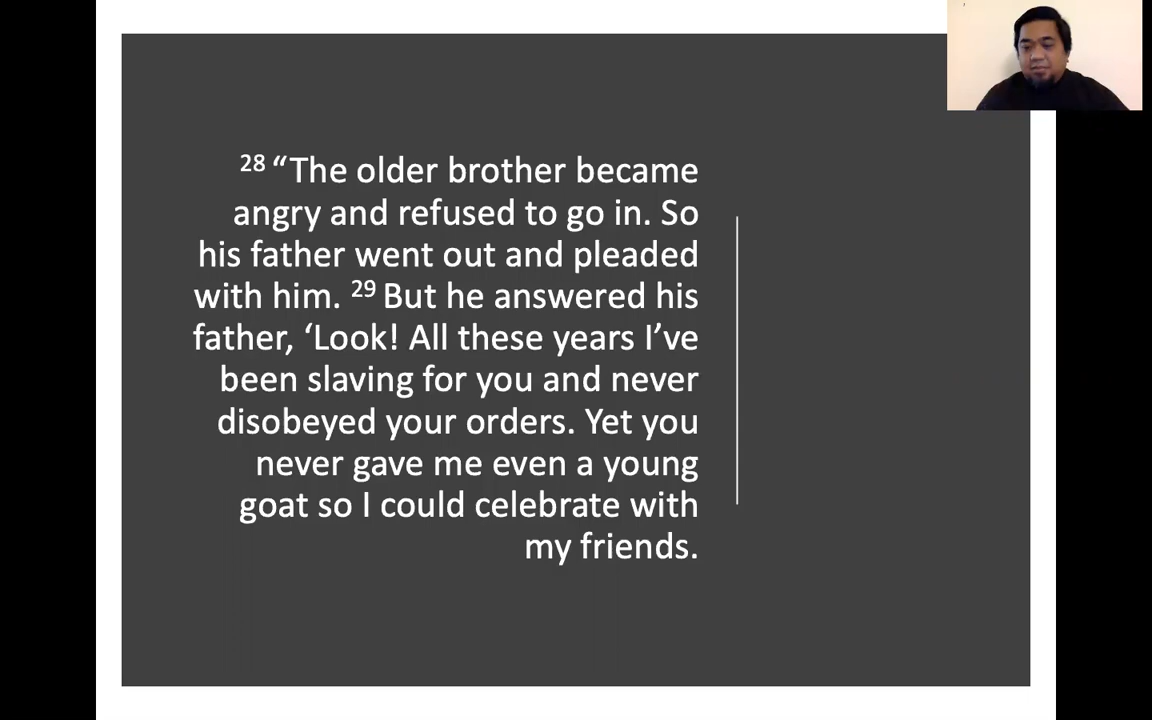 28 “The older brother became
angry and refused to go in. So
his father went out and pleaded
with him. 29 But he answered his
father, ‘Look! All these years I’ve
been slaving for you and never
disobeyed your orders. Yet you
never gave me even a young
goat so I could celebrate with
my friends.